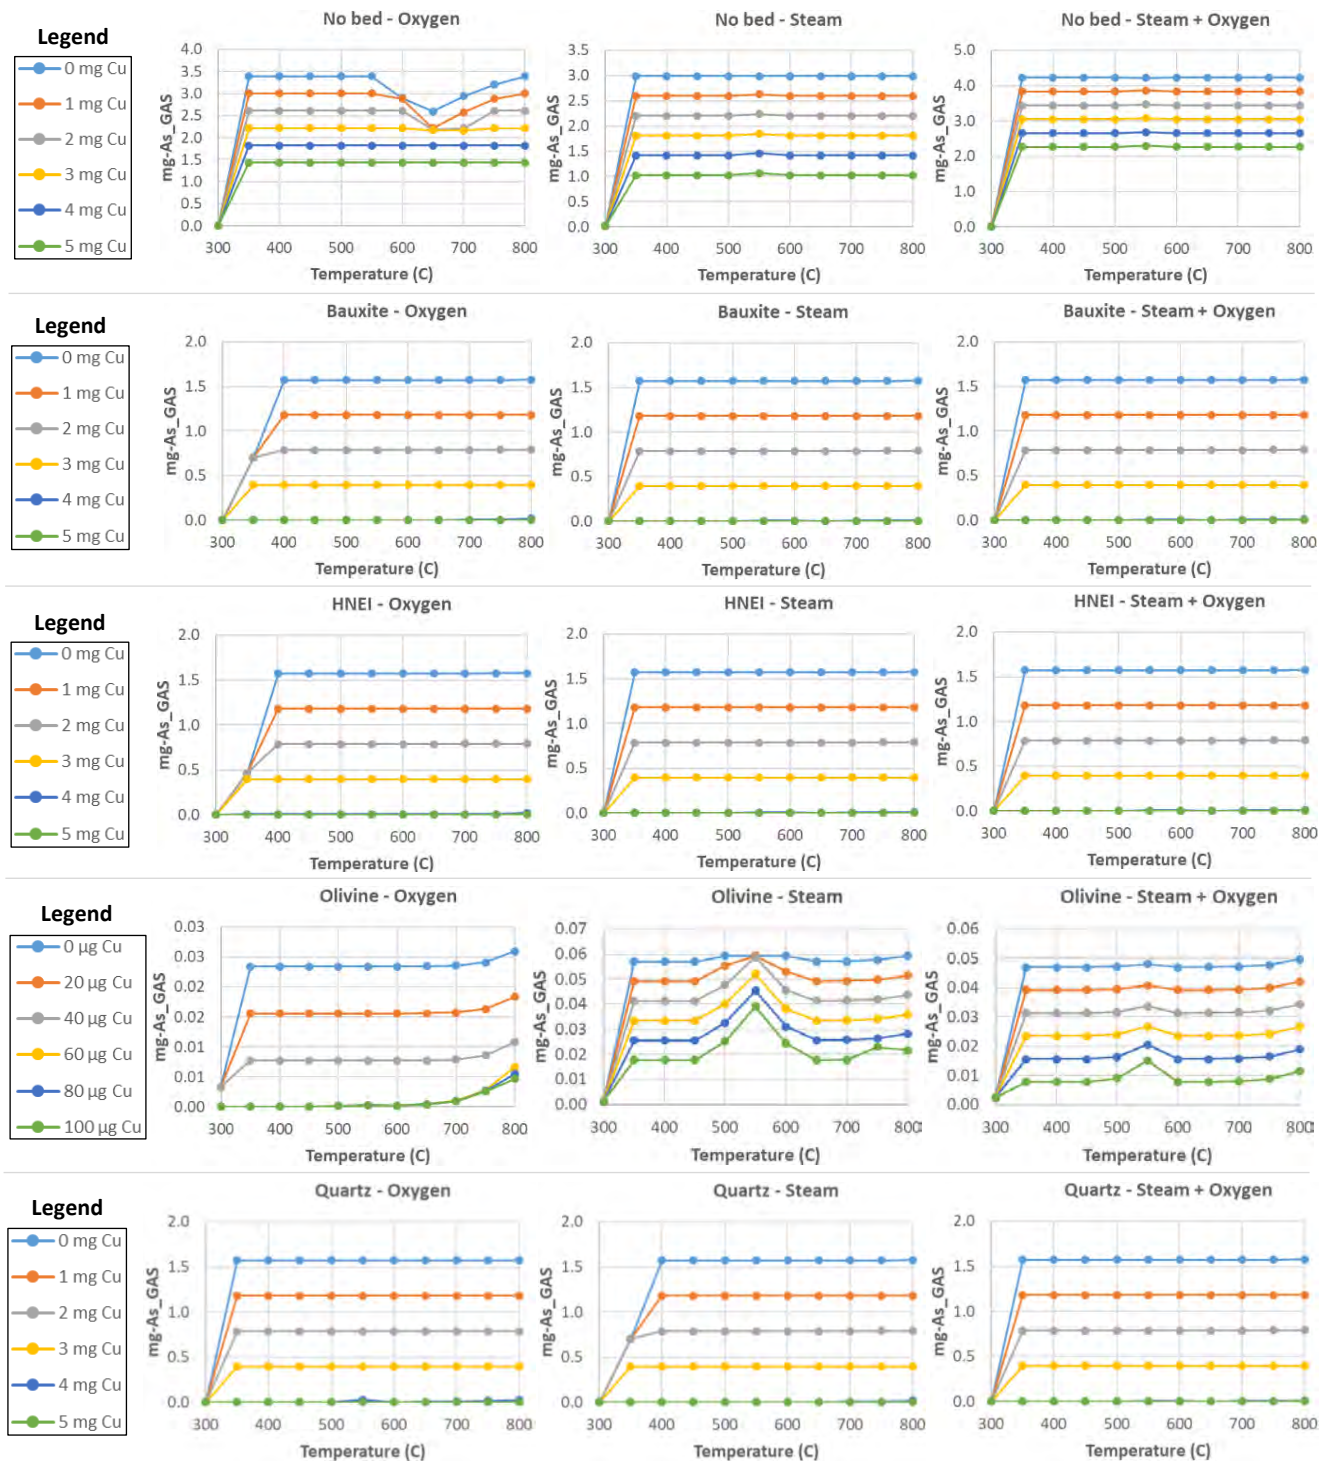 Legend
0 mg Cu
1 mg Cu
2 mg Cu
3 mg Cu
4 mg Cu
5 mg Cu
No bed - Oxygen
mg-As_GAS
4.0
3.5
3.0
2.5
2.0
1.5
1.0
0.5
0.0
300 400 500 600 700 800
Temperature (C)
No bed - Steam
mg-As_GAS
3.5
3.0
2.5
2.0
1.5
1.0
0.5
0.0
300 400 500 600 700 800
Temperature (C)
No bed - Steam + Oxygen
mg-As_GAS
5.0
4.0
3.0
2.0
1.0
0.0
300 400 500 600 700 800
Temperature (C)
Legend
0 mg Cu
1 mg Cu
2 mg Cu
3 mg Cu
4 mg Cu
5 mg Cu
Bauxite - Oxygen
mg-As_GAS
2.0
1.5
1.0
0.5
0.0
300 400 500 600 700 800
Temperature (C)
Bauxite - Steam
mg-As_GAS
2.0
1.5
1.0
0.5
0.0
300 400 500 600 700 800
Temperature (C)
Bauxite - Steam + Oxygen
mg-As_GAS
2.0
1.5
1.0
0.5
0.0
300 400 500 600 700 800
Temperature (C)
Legend
0 mg Cu
1 mg Cu
2 mg Cu
3 mg Cu
4 mg Cu
5 mg Cu
HNEI - Oxygen
mg-As_GAS
2.0
1.5
1.0
0.5
0.0
300 400 500 600 700 800
Temperature (C)
HNEI - Steam
mg-As_GAS
2.0
1.5
1.0
0.5
0.0
300 400 500 600 700 800
Temperature (C)
HNEI - Steam + Oxygen
mg-As_GAS
2.0
1.5
1.0
0.5
0.0
300 400 500 600 700 800
Temperature (C)
Legend
0 µg Cu
20 µg Cu
40 µg Cu
60 µg Cu
80 µg Cu
100 µg Cu
Olivine - Oxygen
mg-As_GAS
0.03
0.03
0.02
0.02
0.01
0.01
0.00
300 400 500 600 700 800
Temperature (C)
Olivine - Steam
mg-As_GAS
0.07
0.06
0.05
0.04
0.03
0.02
0.01
0.00
300 400 500 600 700 800
Temperature (C)
Olivine - Steam + Oxygen
mg-As_GAS
0.06
0.05
0.04
0.03
0.02
0.01
0.00
300 400 500 600 700 800
Temperature (C)
Legend
0 mg Cu
1 mg Cu
2 mg Cu
3 mg Cu
4 mg Cu
5 mg Cu
Quartz - Oxygen
mg-As_GAS
2.0
1.5
1.0
0.5
0.0
300 400 500 600 700 800
Temperature (C)
Quartz - Steam
mg-As_GAS
2.0
1.5
1.0
0.5
0.0
300 400 500 600 700 800
Temperature (C)
Quartz - Steam + Oxygen
mg-As_GAS
2.0
1.5
1.0
0.5
0.0
300 400 500 600 700 800
Temperature (C)